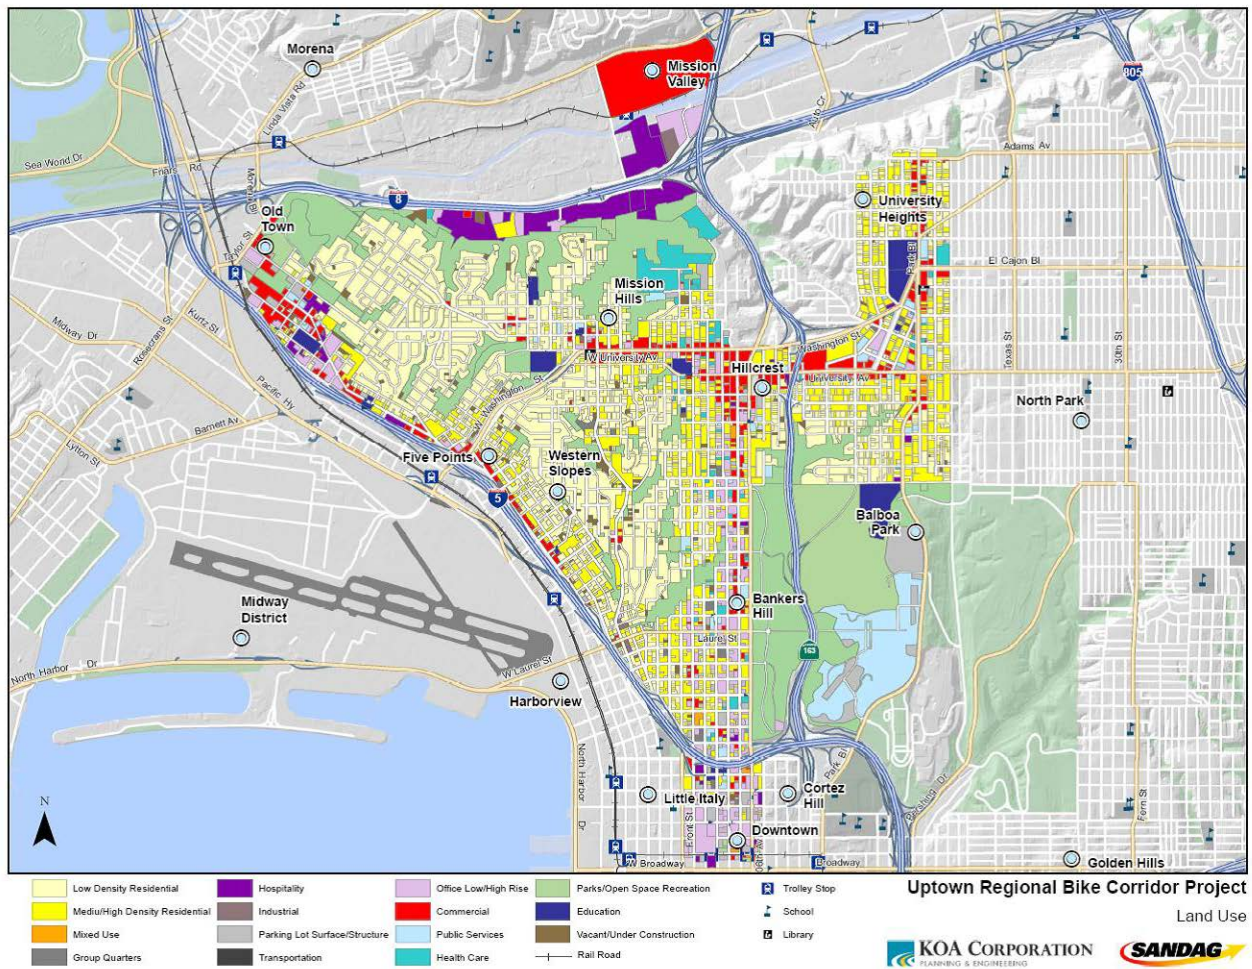 Morena
Mission
Valley
805
Linda Vista Rd
Sea World Dr
Friars Rd
Adams Av
8
Old
Town
Taylor St
University
Heights
Park Bl
El Cajon Bl
Mission
Hills
Midway Dr
Rosecrans St
Kurtz St
Washington St
W University Av
Hillcrest
University Av
Texas St
30th St
Pacific Hy
W Washington St
North Park
Barnett Av
Lytton St
Five Points
Western
Slopes
5
Balboa
Park
Midway
District
Bankers
Hill
Laurel St
163
North Harbor Dr
W Laurel St
Harborview
North Harbor Dr
Park Bl
Pershing Dr
Fern St
N
Little Italy
Cortez
Hill
Front St
Downtown
W Broadway
Broadway
Golden Hills
Low Density Residential
Mediu/High Density Residential
Mixed Use
Group Quarters
Hospitality
Industrial
Parking Lot Surface/Structure
Transportation
Office Low/High Rise
Commercial
Public Services
Health Care
Parks/Open Space Recreation
Education
Vacant/Under Construction
Rail Road
Trolley Stop
School
Library
Uptown Regional Bike Corridor Project
Land Use
KOA CORPORATION
PLANNING & ENGINEERING
SANDAG